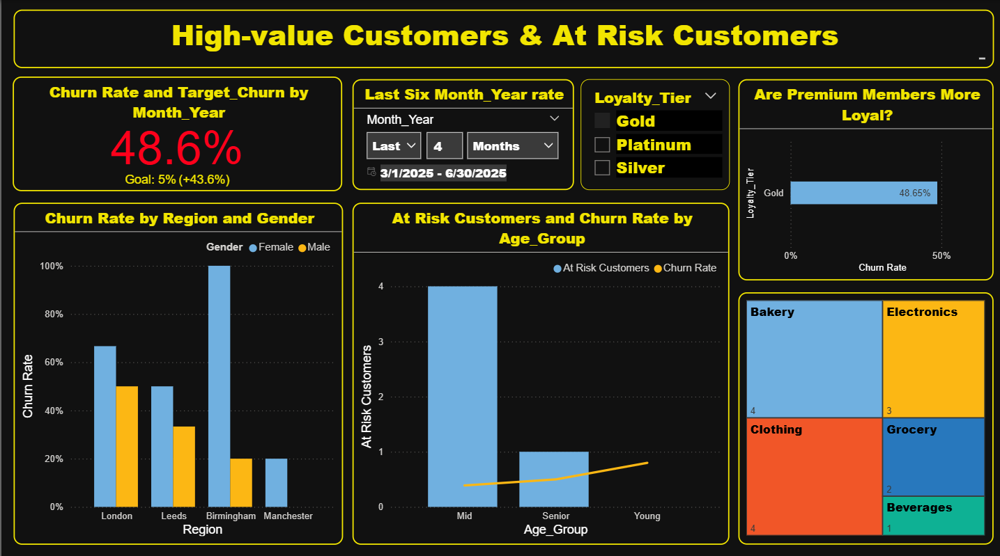 High-value Customers & At Risk Customers
Churn Rate and Target_Churn by
Month_Year
48.6%
Goal: 5% (+43.6%)
Last Six Month_Year rate
Month_Year
Last 4 Months
3/1/2025 - 6/30/2025
Loyalty_Tier
Gold
Platinum
Silver
Are Premium Members More
Loyal?
Loyalty_Tier
Gold
48.65%
0% 50%
Churn Rate
Churn Rate by Region and Gender
Gender Female Male
100%
80%
60%
40%
20%
0%
Churn Rate
London Leeds Birmingham Manchester
Region
At Risk Customers and Churn Rate by
Age_Group
At Risk Customers Churn Rate
4
3
2
1
0
At Risk Customers
Mid Senior Young
Age_Group
Bakery
4
Electronics
3
Clothing
4
Grocery
2
Beverages
1